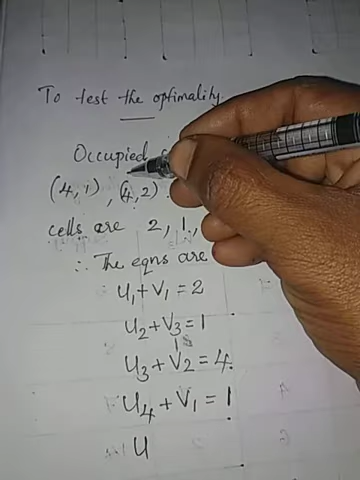 To test the optimality
Occupied
(4,1), (4,2)
cells are 2, 1,
∴ The eqns are
U₁+V₁=2
U₂+V₃=1
U₃+V₂=4.
U₄+V₁=1
U